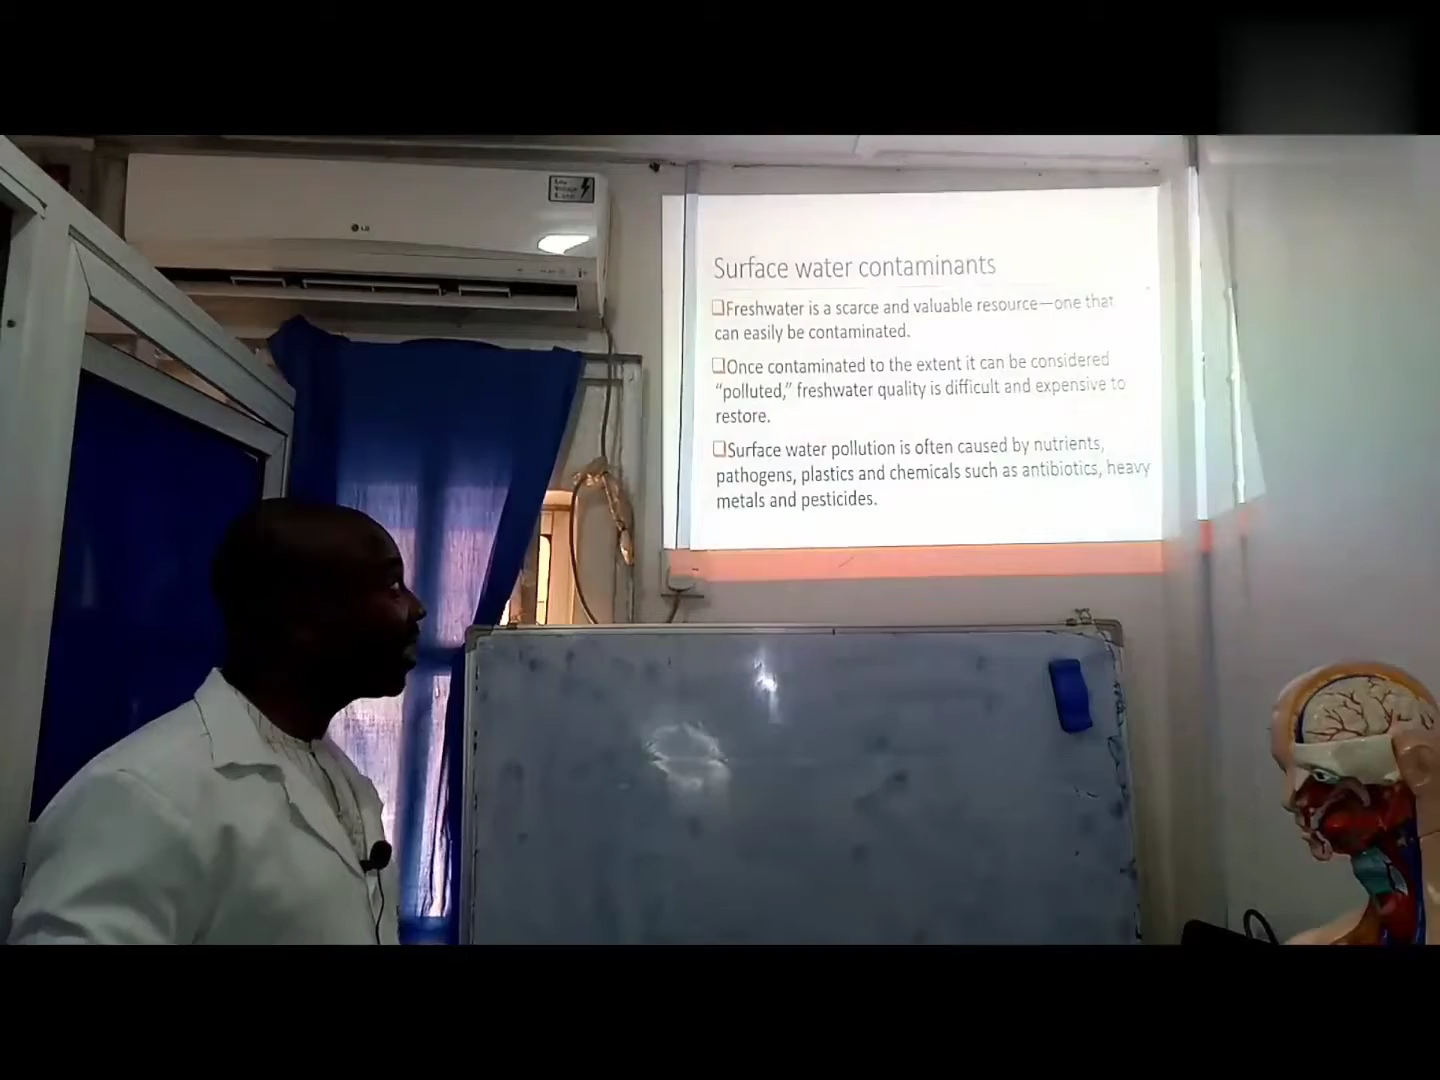 LG
Low
Voltage
Surface water contaminants
❑Freshwater is a scarce and valuable resource—one that
can easily be contaminated.
❑Once contaminated to the extent it can be considered
“polluted,” freshwater quality is difficult and expensive to
restore.
❑Surface water pollution is often caused by nutrients,
pathogens, plastics and chemicals such as antibiotics, heavy
metals and pesticides.